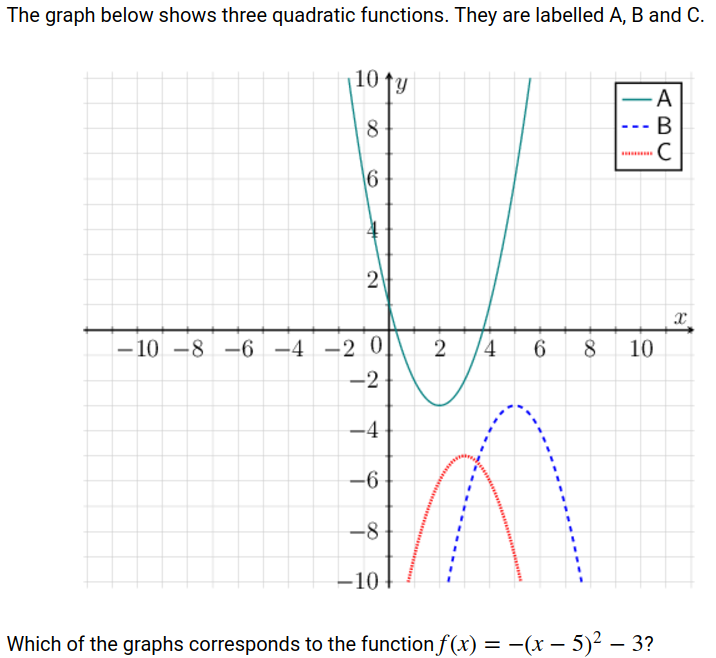 The graph below shows three quadratic functions. They are labelled A, B and C.
10 y
A
8
B
C
6
4
2
x
−10 −8 −6 −4 −2 0 2 4 6 8 10
−2
−4
−6
−8
−10
Which of the graphs corresponds to the function f(x) = −(x − 5)² − 3?